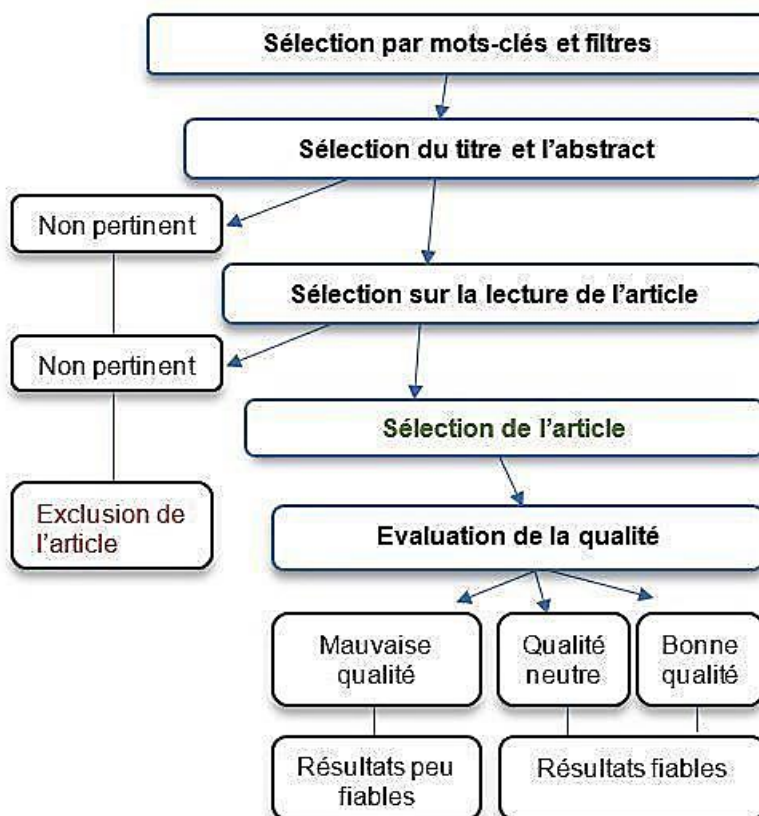 Sélection par mots-clés et filtres
Sélection du titre et l'abstract
Non pertinent
Sélection sur la lecture de l'article
Non pertinent
Sélection de l'article
Exclusion de
l'article
Evaluation de la qualité
Mauvaise
qualité
Qualité
neutre
Bonne
qualité
Résultats peu
fiables
Résultats fiables